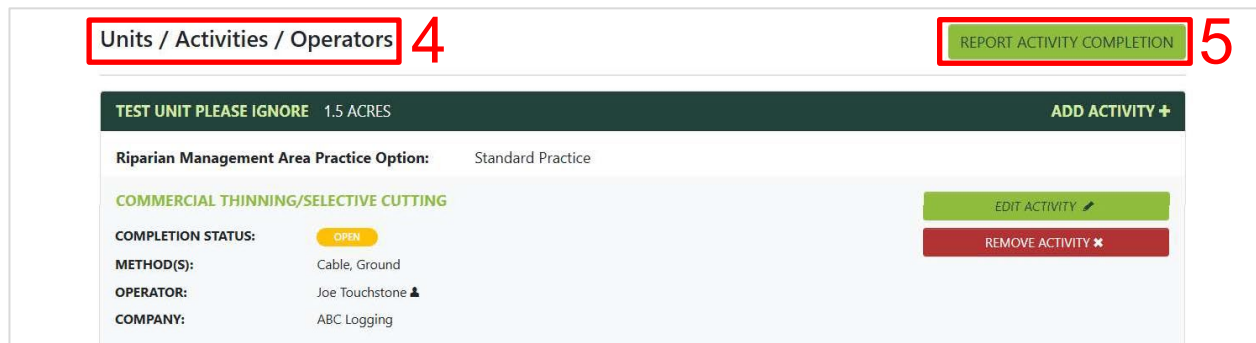 Units / Activities / Operators 4 REPORT ACTIVITY COMPLETION 5
TEST UNIT PLEASE IGNORE 1.5 ACRES ADD ACTIVITY +
Riparian Management Area Practice Option: Standard Practice
COMMERCIAL THINNING/SELECTIVE CUTTING EDIT ACTIVITY
COMPLETION STATUS: OPEN REMOVE ACTIVITY ✖
METHOD(S): Cable, Ground
OPERATOR: Joe Touchstone
COMPANY: ABC Logging